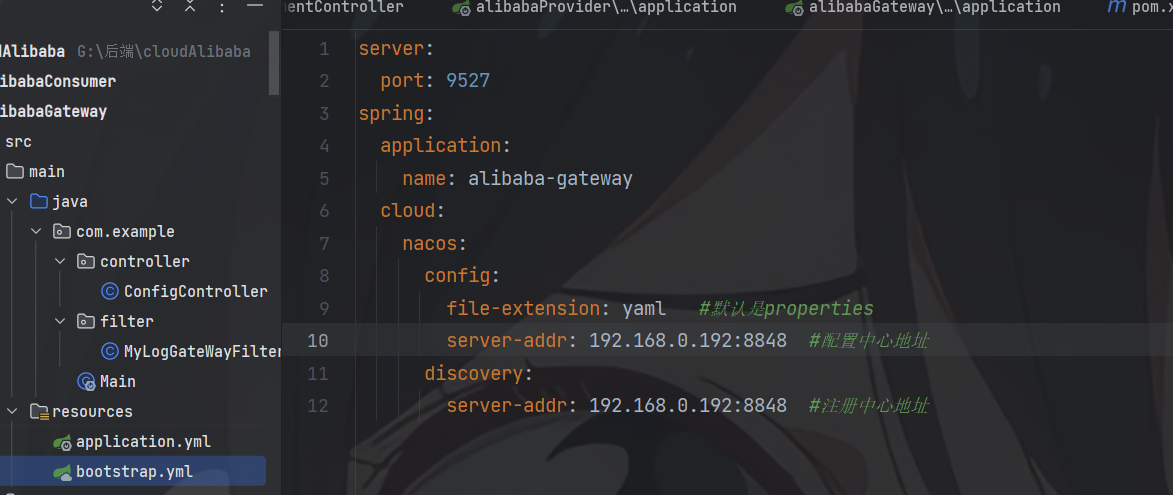 entController alibabaProvider\...\application alibabaGateway\...\application pom.x
dAlibaba G:\后端\cloudAlibaba
ibabaConsumer
ibabaGateway
src
main
java
com.example
controller
ConfigController
filter
MyLogGateWayFilter
Main
resources
application.yml
bootstrap.yml
1 server:
2 port: 9527
3 spring:
4 application:
5 name: alibaba-gateway
6 cloud:
7 nacos:
8 config:
9 file-extension: yaml #默认是properties
10 server-addr: 192.168.0.192:8848 #配置中心地址
11 discovery:
12 server-addr: 192.168.0.192:8848 #注册中心地址